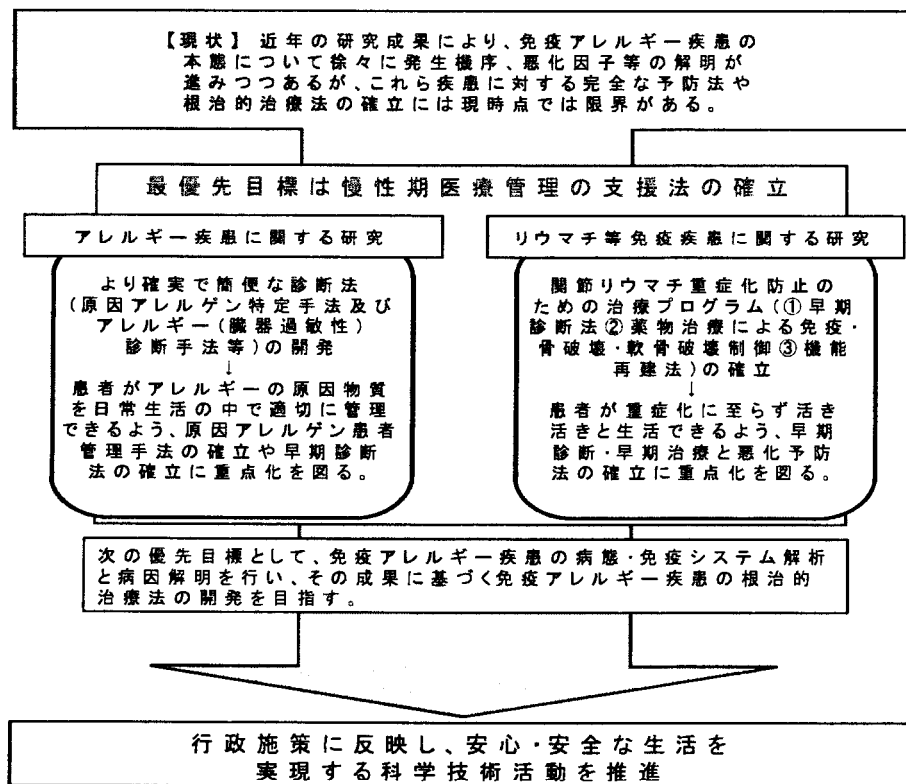 【現状】近年の研究成果により、免疫アレルギー疾患の
本態について徐々に発生機序、悪化因子等の解明が
進みつつあるが、これら疾患に対する完全な予防法や
根治的治療法の確立には現時点では限界がある。
最優先目標は慢性期医療管理の支援法の確立
アレルギー疾患に関する研究
より確実で簡便な診断法
(原因アレルゲン特定手法及び
アレルギー(臓器過敏性)
診断手法等)の開発
↓
患者がアレルギーの原因物質
を日常生活の中で適切に管理
できるよう、原因アレルゲン患者
管理手法の確立や早期診断
法の確立に重点化を図る。
リウマチ等免疫疾患に関する研究
関節リウマチ重症化防止の
ための治療プログラム(①早期
診断法②薬物治療による免疫・
骨破壊・軟骨破壊制御③機能
再建法)の確立
↓
患者が重症化に至らず活き
活きと生活できるよう、早期
診断・早期治療と悪化予防
法の確立に重点化を図る。
次の優先目標として、免疫アレルギー疾患の病態・免疫システム解析
と病因解明を行い、その成果に基づく免疫アレルギー疾患の根治的
治療法の開発を目指す。
行政施策に反映し、安心・安全な生活を
実現する科学技術活動を推進